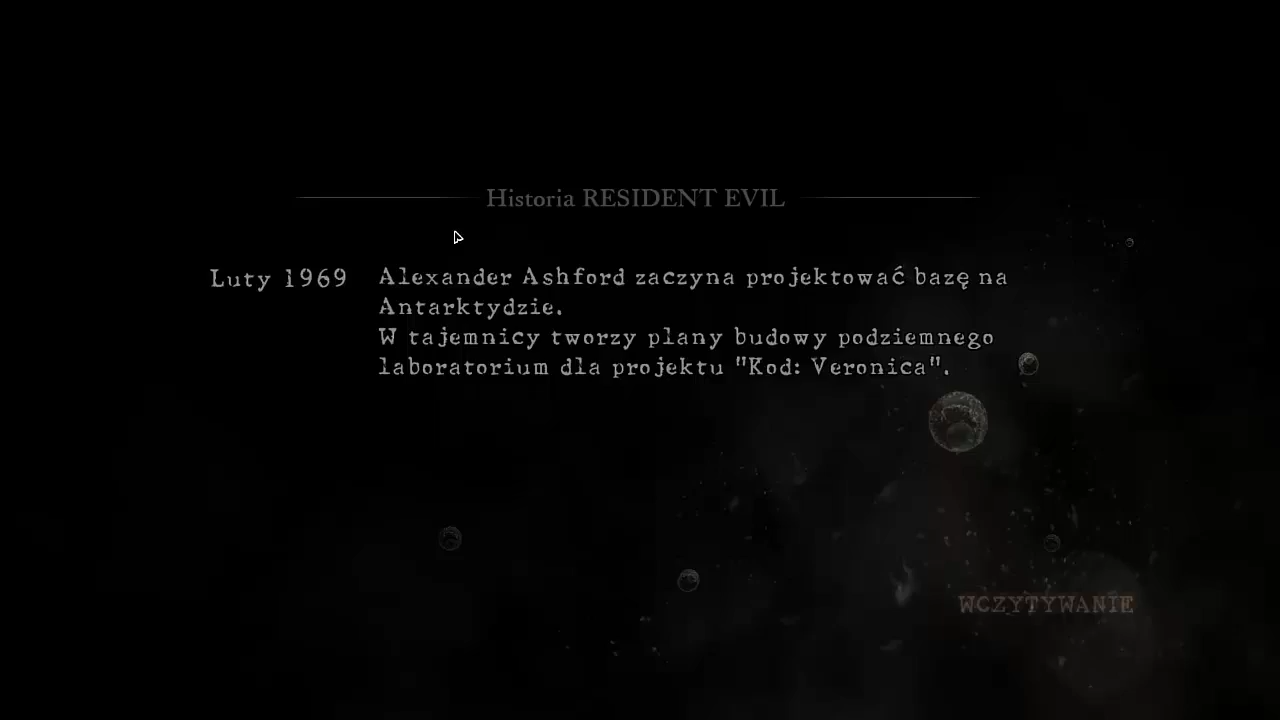 Historia RESIDENT EVIL
Luty 1969
Alexander Ashford zaczyna projektować bazę na
Antarktydzie.
W tajemnicy tworzy plany budowy podziemnego
laboratorium dla projektu "Kod: Veronica".
WCZYTYWANIE